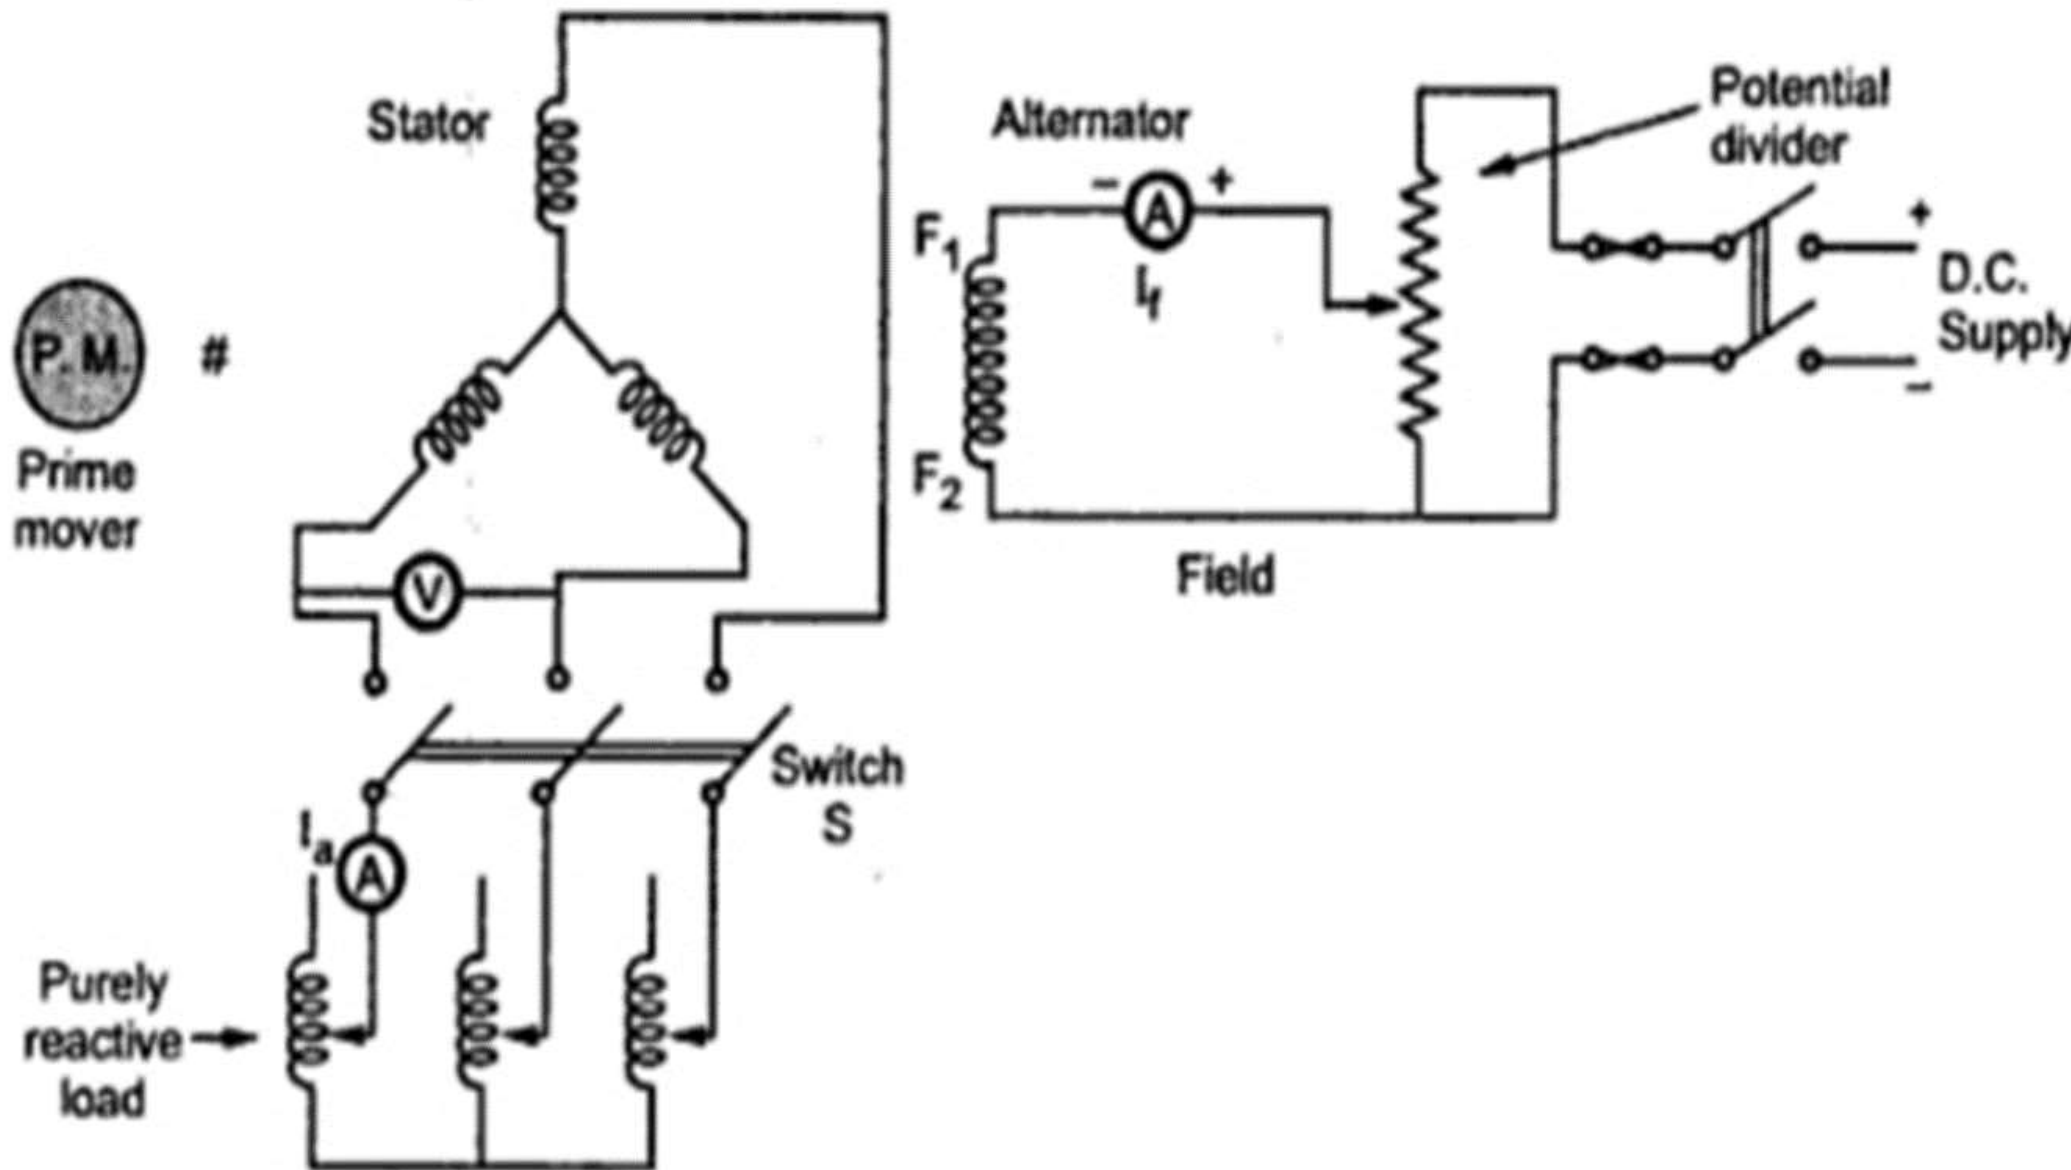 Stator
Alternator
Potential
divider
– A +
F1
If
+
D.C.
Supply
–
P. M.
#
Prime
mover
F2
Field
V
Switch
S
Ia
A
Purely
reactive
load